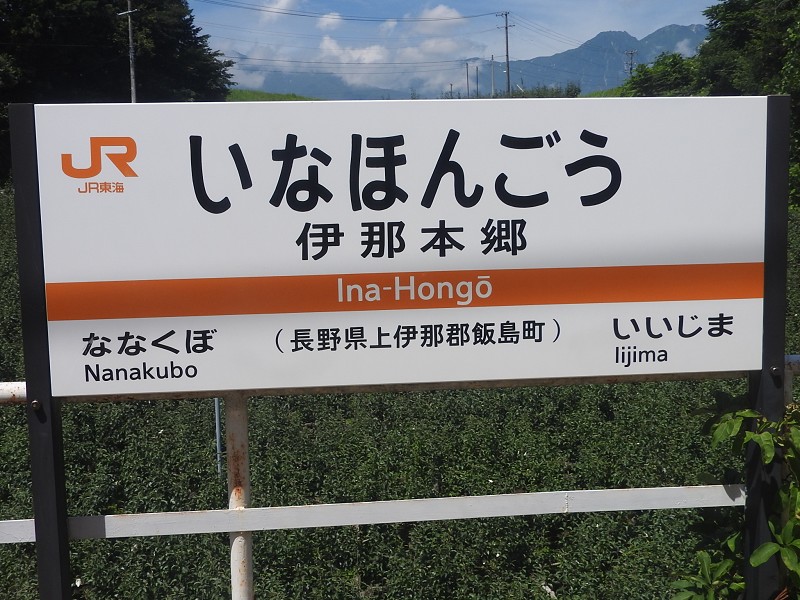 JR
JR東海
いなほんごう
伊那本郷
Ina-Hongō
ななくぼ
Nanakubo
（長野県上伊那郡飯島町）
いいじま
Iijima